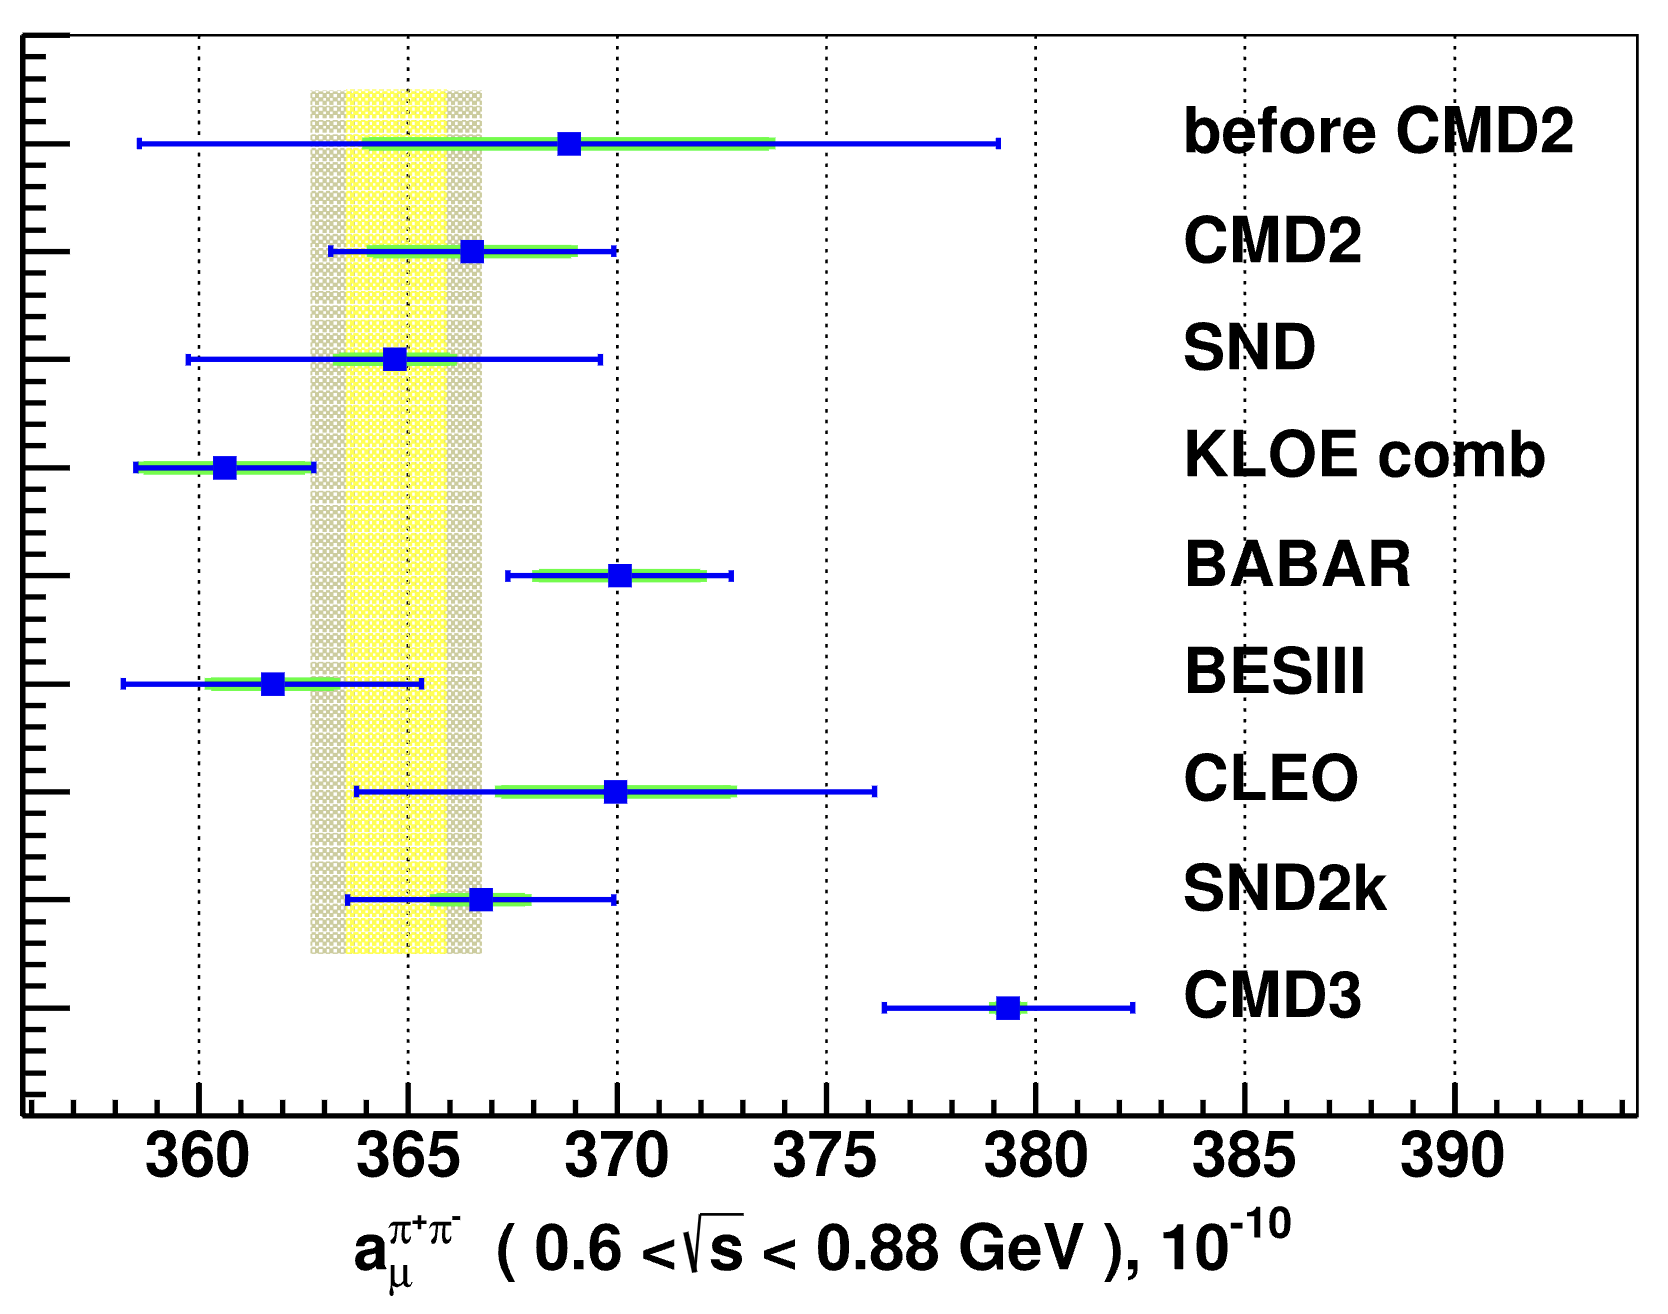 before CMD2
CMD2
SND
KLOE comb
BABAR
BESIII
CLEO
SND2k
CMD3
360 365 370 375 380 385 390
a_μ^{π⁺π⁻} ( 0.6 < √s < 0.88 GeV ), 10⁻¹⁰